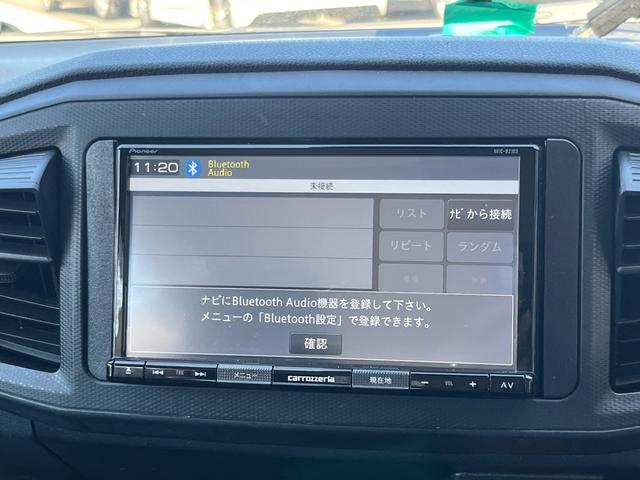 Pioneer
AVIC-RZ103
11:20
Bluetooth
Audio
未接続
リスト
ﾅﾋﾞから接続
リピート
ランダム
ナビにBluetooth Audio機器を登録して下さい。
メニューの「Bluetooth設定」で登録できます。
確認
TRK
メニュー
carrozzeria
現在地
− VOL +
AV